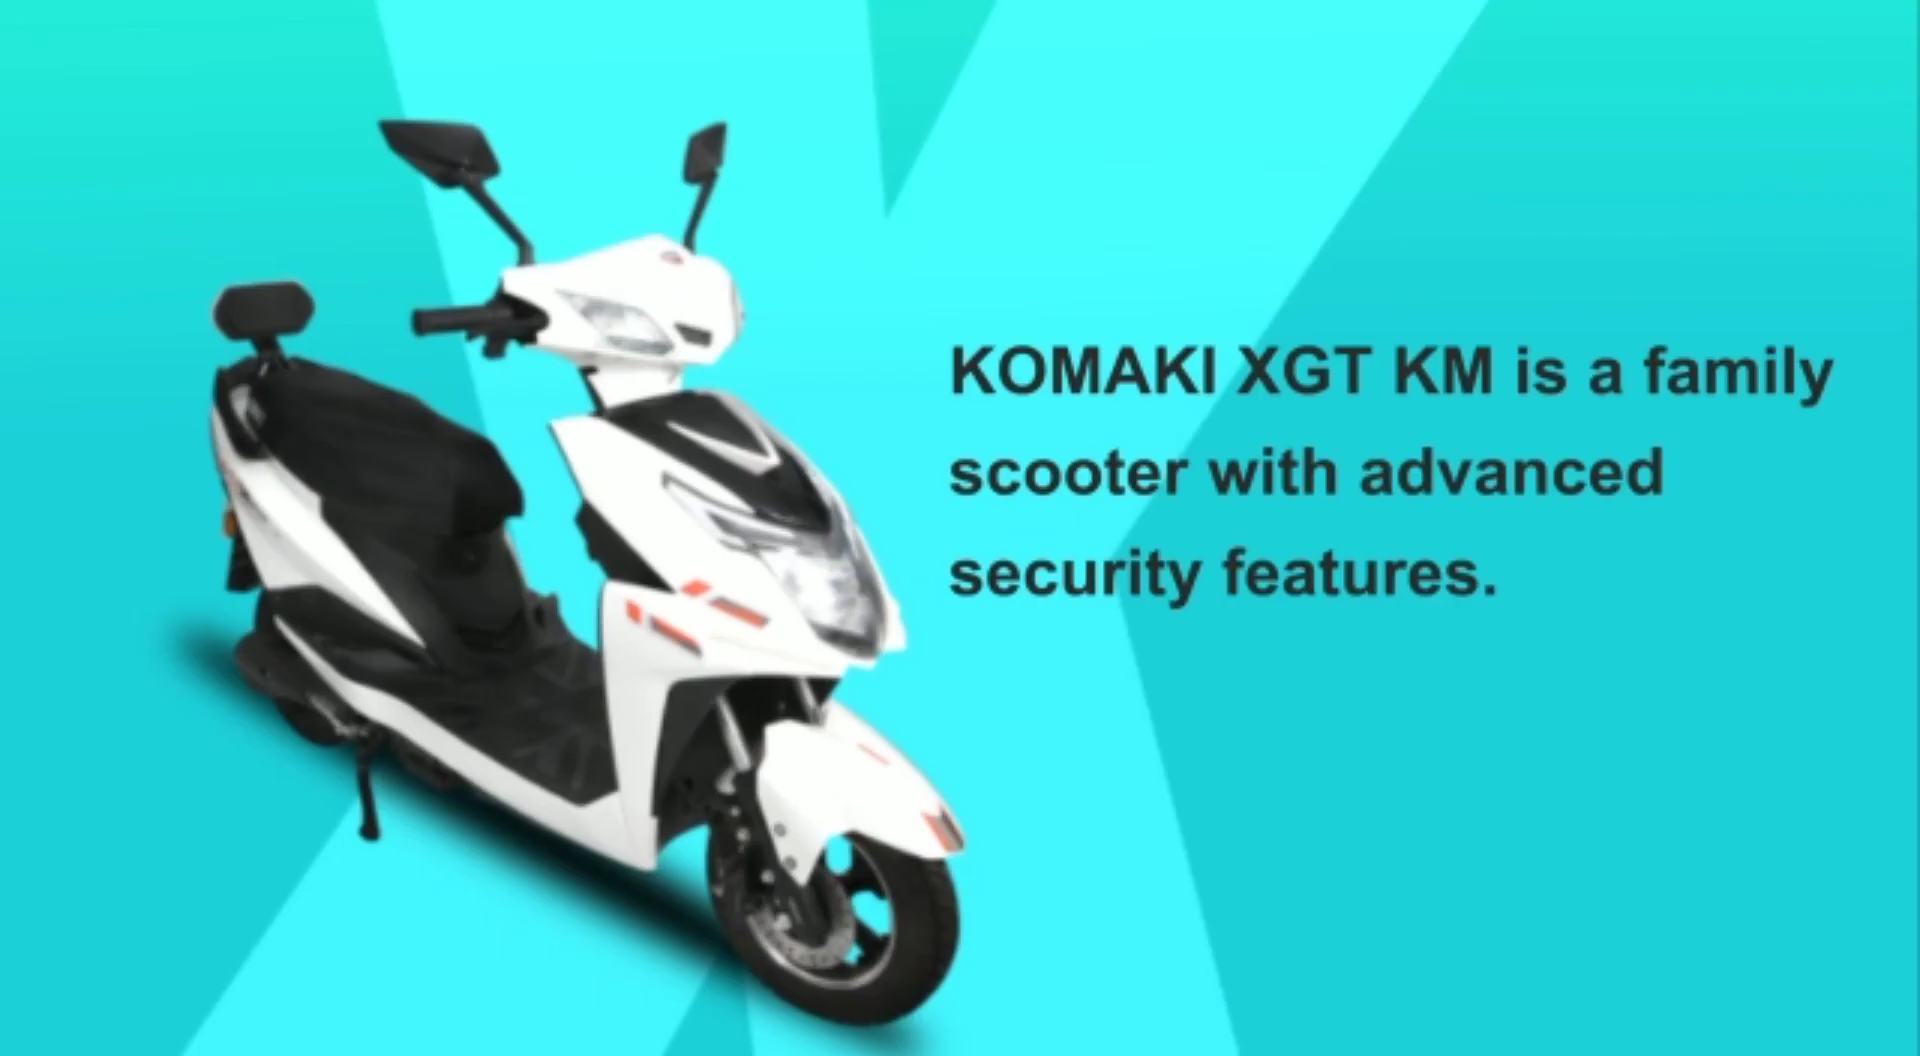 KOMAKI XGT KM is a family
scooter with advanced
security features.